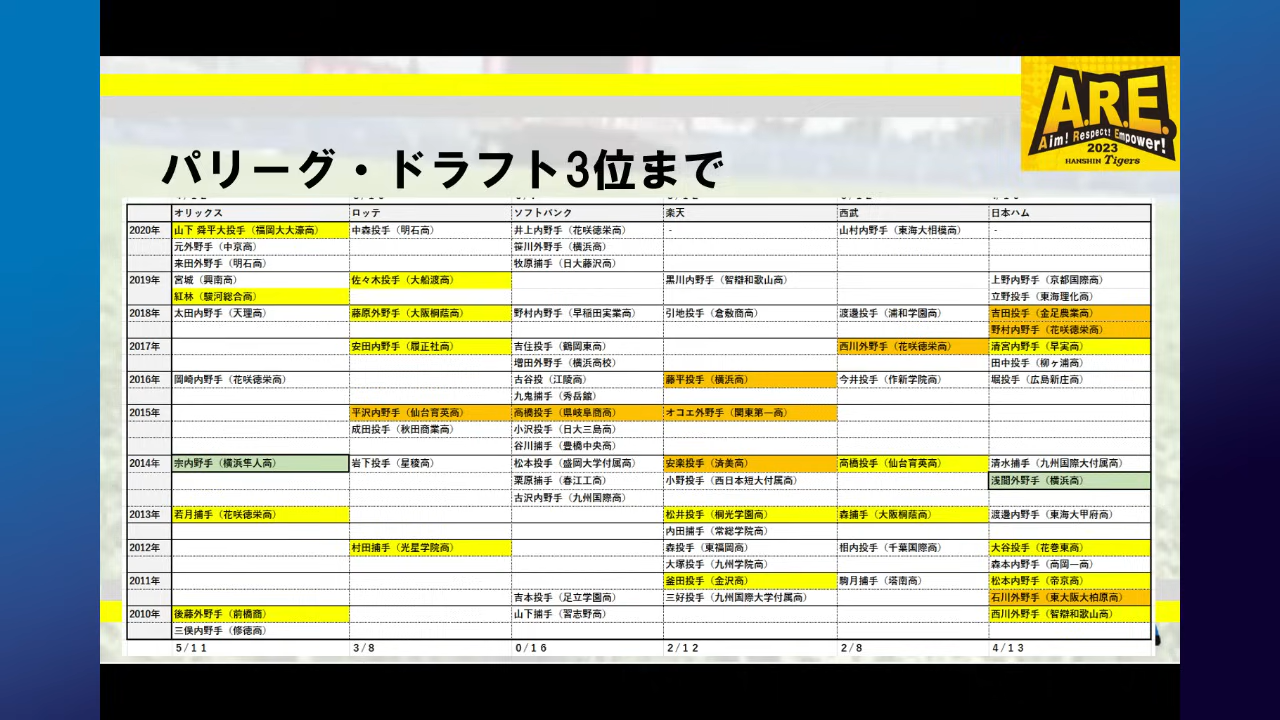 A.R.E.
Aim! Respect! Empower!
2023
HANSHIN Tigers
パリーグ・ドラフト3位まで
オリックス ロッテ ソフトバンク 楽天 西武 日本ハム
2020年 山下 舜平大投手（福岡大大濠高） 中森投手（明石高） 井上内野手（花咲徳栄高） - 山村内野手（東海大相模高） -
元外野手（中京高） 笹川外野手（横浜高）
来田外野手（明石高） 牧原捕手（日大藤沢高）
2019年 宮城（興南高） 佐々木投手（大船渡高） 黒川内野手（智辯和歌山高） 上野内野手（京都国際高）
紅林（駿河総合高） 立野投手（東海理化高）
2018年 太田内野手（天理高） 藤原外野手（大阪桐蔭高） 野村内野手（早稲田実業高） 引地投手（倉敷商高） 渡邊投手（浦和学園高） 吉田投手（金足農業高）
野村内野手（花咲徳栄高）
2017年 安田内野手（履正社高） 吉住投手（鶴岡東高） 西川外野手（花咲徳栄高） 清宮内野手（早実高）
増田外野手（横浜高校） 田中投手（柳ヶ浦高）
2016年 岡崎内野手（花咲徳栄高） 古谷投（江陵高） 藤平投手（横浜高） 今井投手（作新学院高） 堀投手（広島新庄高）
九鬼捕手（秀岳館）
2015年 平沢内野手（仙台育英高） 高橋投手（県岐阜商高） オコエ外野手（関東第一高）
成田投手（秋田商業高） 小沢投手（日大三島高）
谷川捕手（豊橋中央高）
2014年 宗内野手（横浜隼人高） 岩下投手（星稜高） 松本投手（盛岡大学付属高） 安楽投手（済美高） 高橋投手（仙台育英高） 清水捕手（九州国際大付属高）
栗原捕手（春江工高） 小野投手（西日本短大付属高） 浅間外野手（横浜高）
古沢内野手（九州国際高）
2013年 若月捕手（花咲徳栄高） 松井投手（桐光学園高） 森捕手（大阪桐蔭高） 渡邊内野手（東海大甲府高）
内田捕手（常総学院高）
2012年 村田捕手（光星学院高） 森投手（東福岡高） 相内投手（千葉国際高） 大谷投手（花巻東高）
大塚投手（九州学院高） 森本内野手（高岡一高）
2011年 釜田投手（金沢高） 駒月捕手（塔南高） 松本内野手（帝京高）
吉本投手（足立学園高） 三好投手（九州国際大学付属高） 石川外野手（東大阪大柏原高）
2010年 後藤外野手（前橋商） 山下捕手（習志野高） 西川外野手（智辯和歌山高）
三俣内野手（修徳高）
5/11 3/8 0/16 2/12 2/8 4/13